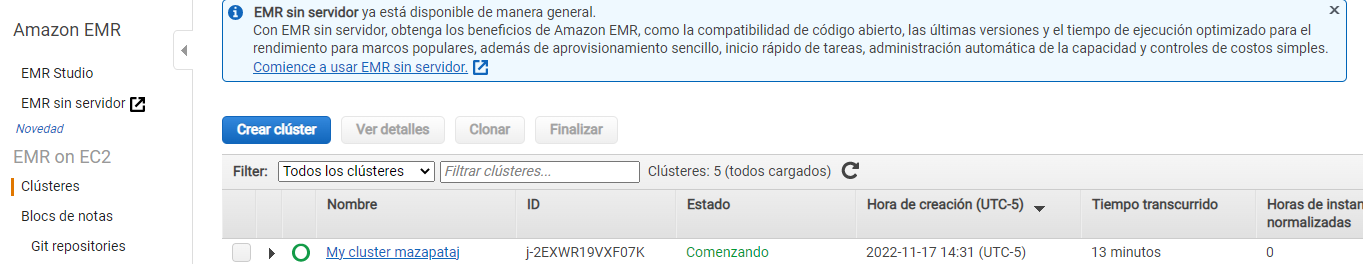 Amazon EMR
EMR Studio
EMR sin servidor
Novedad
EMR on EC2
Clústeres
Blocs de notas
Git repositories
EMR sin servidor ya está disponible de manera general.
Con EMR sin servidor, obtenga los beneficios de Amazon EMR, como la compatibilidad de código abierto, las últimas versiones y el tiempo de ejecución optimizado para el
rendimiento para marcos populares, además de aprovisionamiento sencillo, inicio rápido de tareas, administración automática de la capacidad y controles de costos simples.
Comience a usar EMR sin servidor.
Crear clúster Ver detalles Clonar Finalizar
Filter: Todos los clústeres Filtrar clústeres... Clústeres: 5 (todos cargados)
Nombre ID Estado Hora de creación (UTC-5) Tiempo transcurrido Horas de instan
normalizadas
My cluster mazapataj j-2EXWR19VXF07K Comenzando 2022-11-17 14:31 (UTC-5) 13 minutos 0